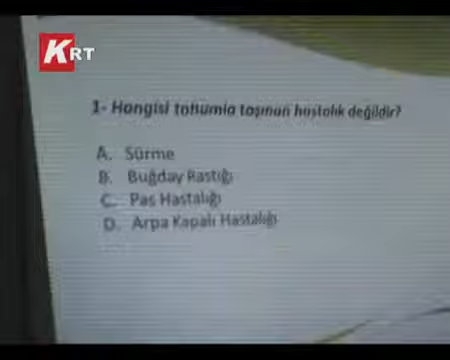 KRT
1- Hangisi tohumla taşınan hastalık değildir?
A. Sürme
B. Buğday Rastığı
C. Pas Hastalığı
D. Arpa Kapalı Hastalığı